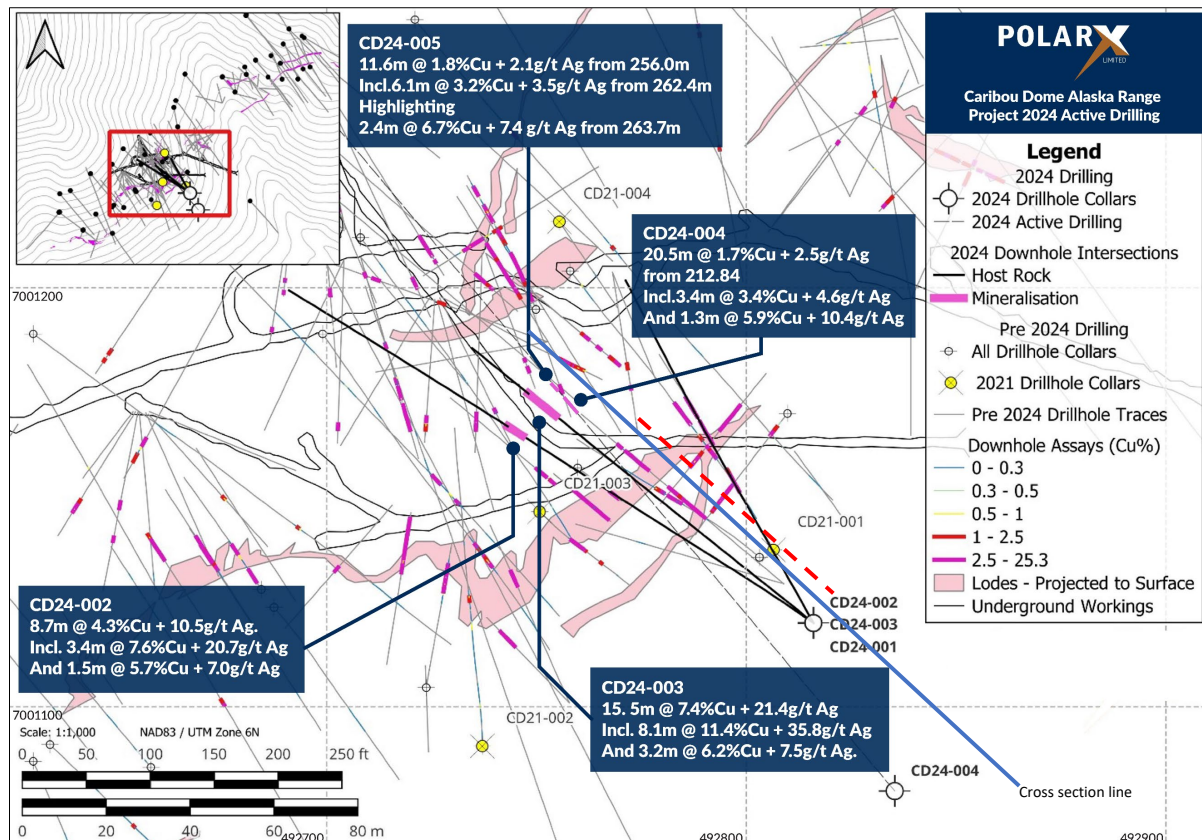 CD24-005
11.6m @ 1.8%Cu + 2.1g/t Ag from 256.0m
Incl.6.1m @ 3.2%Cu + 3.5g/t Ag from 262.4m
Highlighting
2.4m @ 6.7%Cu + 7.4 g/t Ag from 263.7m
POLARX
LIMITED
Caribou Dome Alaska Range
Project 2024 Active Drilling
Legend
2024 Drilling
2024 Drillhole Collars
2024 Active Drilling
2024 Downhole Intersections
Host Rock
Mineralisation
Pre 2024 Drilling
All Drillhole Collars
2021 Drillhole Collars
Pre 2024 Drillhole Traces
Downhole Assays (Cu%)
0 - 0.3
0.3 - 0.5
0.5 - 1
1 - 2.5
2.5 - 25.3
Lodes - Projected to Surface
Underground Workings
CD21-004
CD24-004
20.5m @ 1.7%Cu + 2.5g/t Ag
from 212.84
Incl.3.4m @ 3.4%Cu + 4.6g/t Ag
And 1.3m @ 5.9%Cu + 10.4g/t Ag
7001200
CD21-003
CD21-001
CD24-002
8.7m @ 4.3%Cu + 10.5g/t Ag.
Incl. 3.4m @ 7.6%Cu + 20.7g/t Ag
And 1.5m @ 5.7%Cu + 7.0g/t Ag
CD24-002
CD24-003
CD24-001
CD24-003
15. 5m @ 7.4%Cu + 21.4g/t Ag
Incl. 8.1m @ 11.4%Cu + 35.8g/t Ag
And 3.2m @ 6.2%Cu + 7.5g/t Ag.
CD21-002
7001100
Scale: 1:1,000 NAD83 / UTM Zone 6N
0 50 100 150 200 250 ft
0 20 40 60 80 m
CD24-004
Cross section line
492700
492800
492900